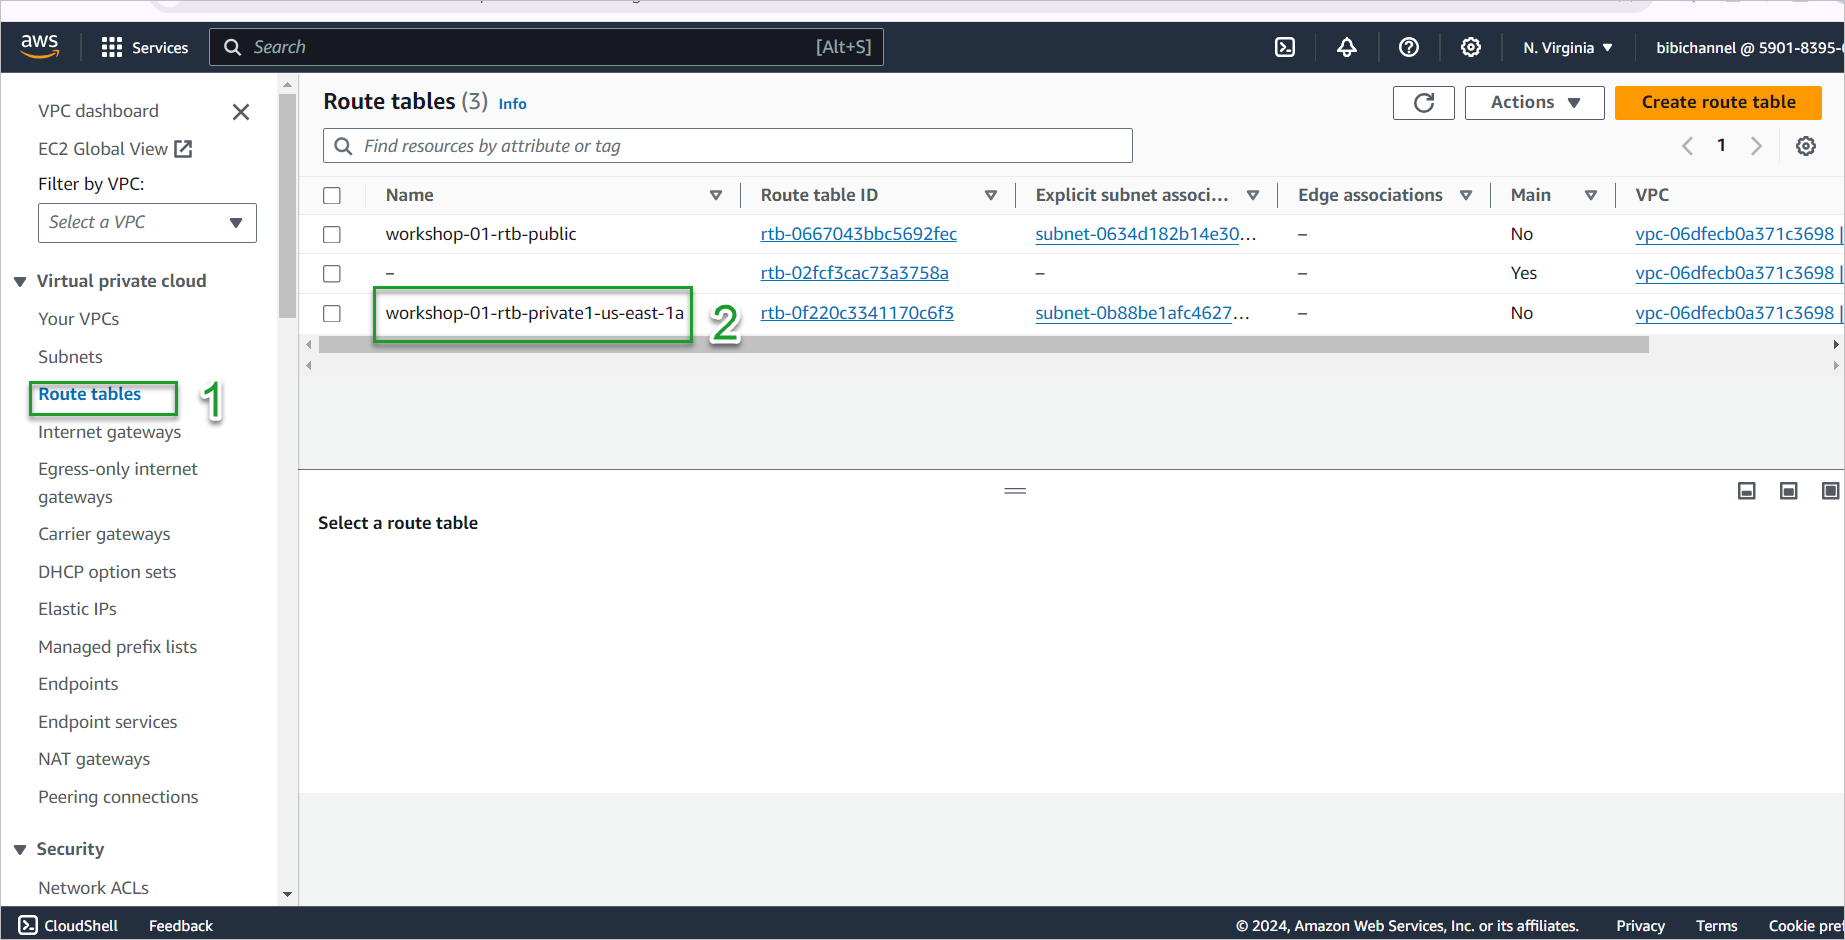 aws
Services
Search
[Alt+S]
N. Virginia
bibichannel @ 5901-8395-
VPC dashboard
EC2 Global View
Filter by VPC:
Select a VPC
Virtual private cloud
Your VPCs
Subnets
Route tables
1
Internet gateways
Egress-only internet
gateways
Carrier gateways
DHCP option sets
Elastic IPs
Managed prefix lists
Endpoints
Endpoint services
NAT gateways
Peering connections
Security
Network ACLs
Route tables (3) Info
Actions
Create route table
Find resources by attribute or tag
1
Name Route table ID Explicit subnet associ... Edge associations Main VPC
workshop-01-rtb-public rtb-0667043bbc5692fec subnet-0634d182b14e30... – No vpc-06dfecb0a371c3698 |
– rtb-02fcf3cac73a3758a – – Yes vpc-06dfecb0a371c3698 |
workshop-01-rtb-private1-us-east-1a 2 rtb-0f220c3341170c6f3 subnet-0b88be1afc4627... – No vpc-06dfecb0a371c3698 |
Select a route table
CloudShell Feedback © 2024, Amazon Web Services, Inc. or its affiliates. Privacy Terms Cookie pre